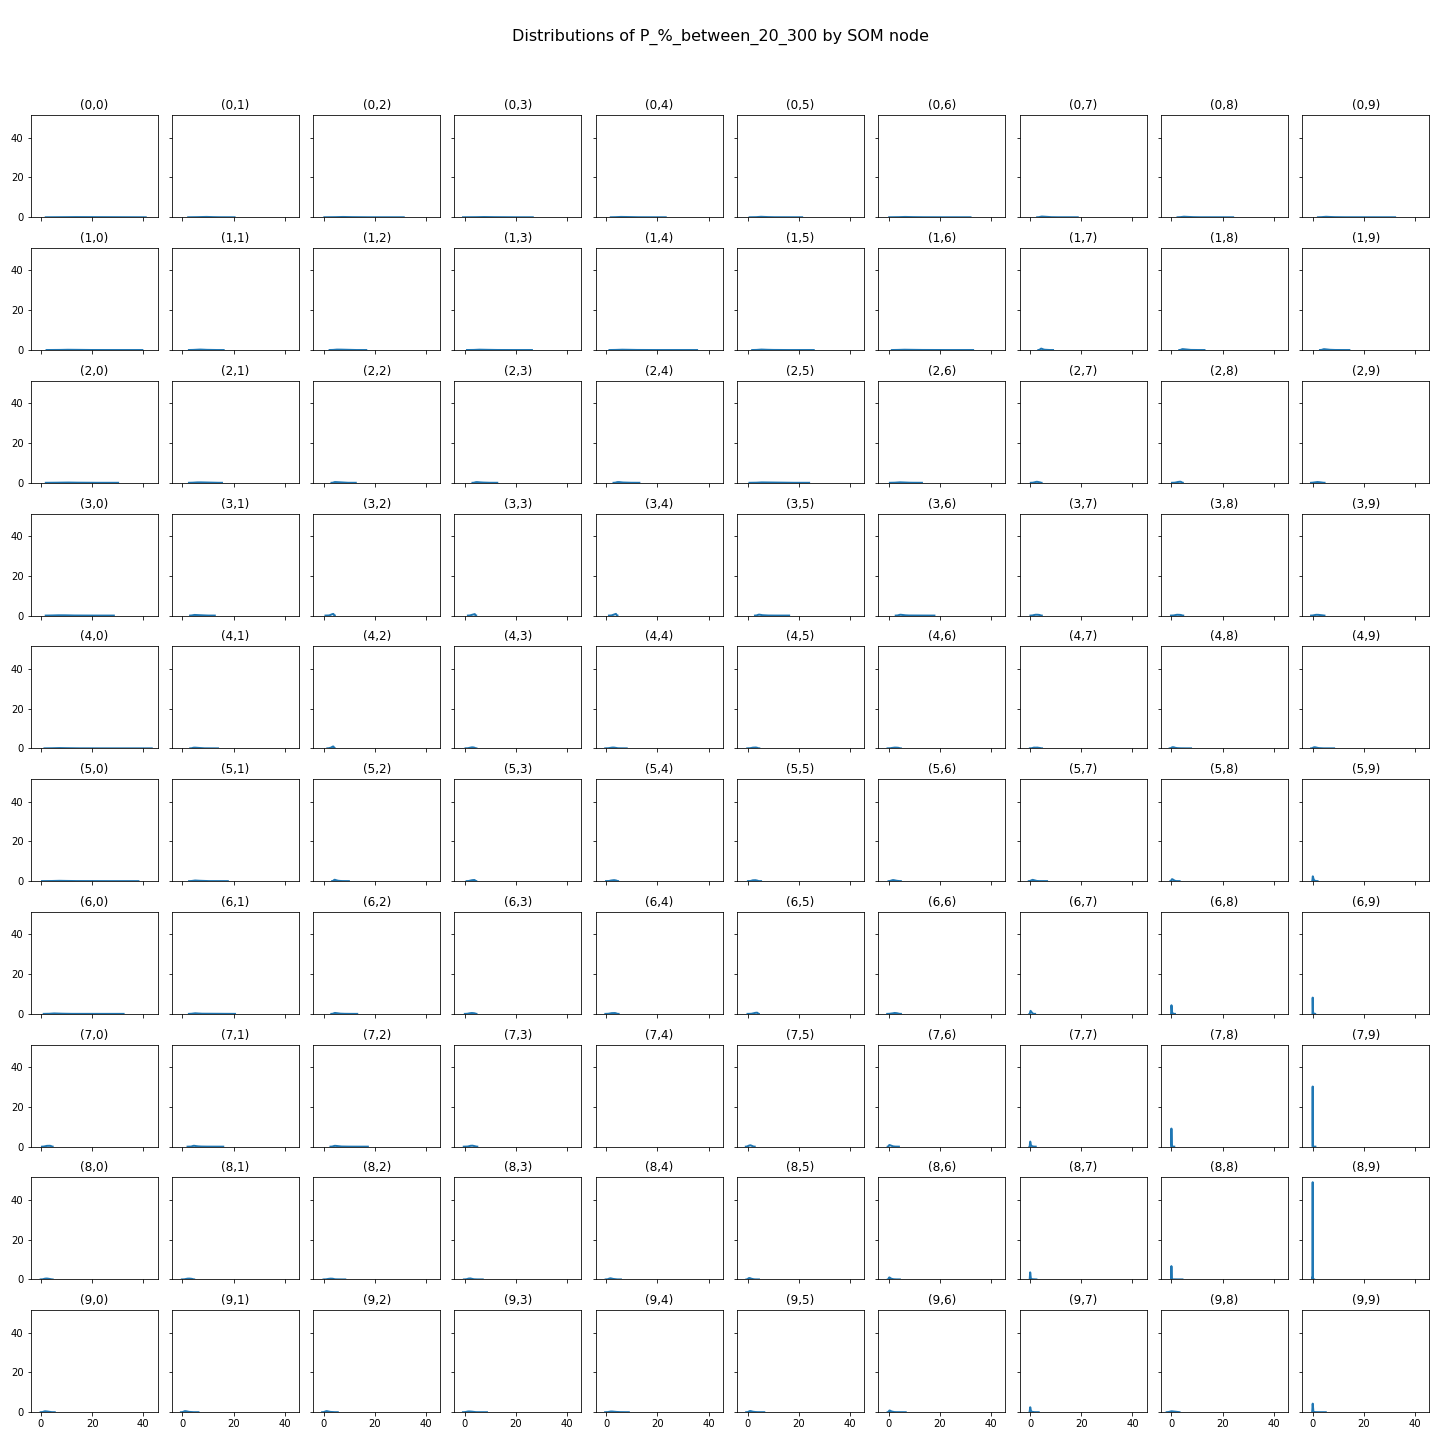 Distributions of P_%_between_20_300 by SOM node
(0,0) (0,1) (0,2) (0,3) (0,4) (0,5) (0,6) (0,7) (0,8) (0,9)
40
20
0
(1,0) (1,1) (1,2) (1,3) (1,4) (1,5) (1,6) (1,7) (1,8) (1,9)
40
20
0
(2,0) (2,1) (2,2) (2,3) (2,4) (2,5) (2,6) (2,7) (2,8) (2,9)
40
20
0
(3,0) (3,1) (3,2) (3,3) (3,4) (3,5) (3,6) (3,7) (3,8) (3,9)
40
20
0
(4,0) (4,1) (4,2) (4,3) (4,4) (4,5) (4,6) (4,7) (4,8) (4,9)
40
20
0
(5,0) (5,1) (5,2) (5,3) (5,4) (5,5) (5,6) (5,7) (5,8) (5,9)
40
20
0
(6,0) (6,1) (6,2) (6,3) (6,4) (6,5) (6,6) (6,7) (6,8) (6,9)
40
20
0
(7,0) (7,1) (7,2) (7,3) (7,4) (7,5) (7,6) (7,7) (7,8) (7,9)
40
20
0
(8,0) (8,1) (8,2) (8,3) (8,4) (8,5) (8,6) (8,7) (8,8) (8,9)
40
20
0
(9,0) (9,1) (9,2) (9,3) (9,4) (9,5) (9,6) (9,7) (9,8) (9,9)
40
20
0
0 20 40 0 20 40 0 20 40 0 20 40 0 20 40 0 20 40 0 20 40 0 20 40 0 20 40 0 20 40